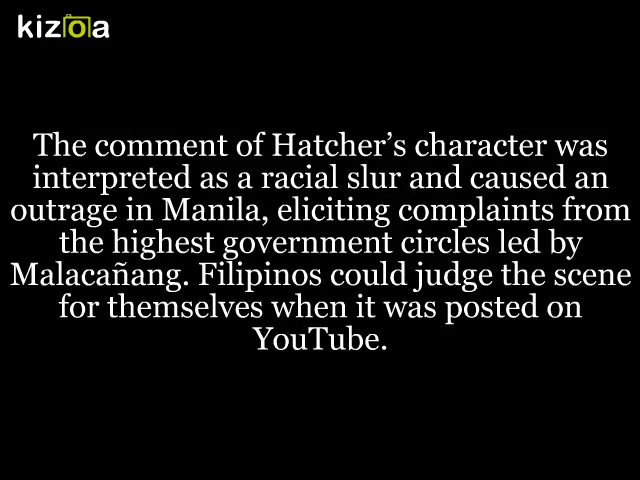 kizoa
The comment of Hatcher’s character was
interpreted as a racial slur and caused an
outrage in Manila, eliciting complaints from
the highest government circles led by
Malacañang. Filipinos could judge the scene
for themselves when it was posted on
YouTube.